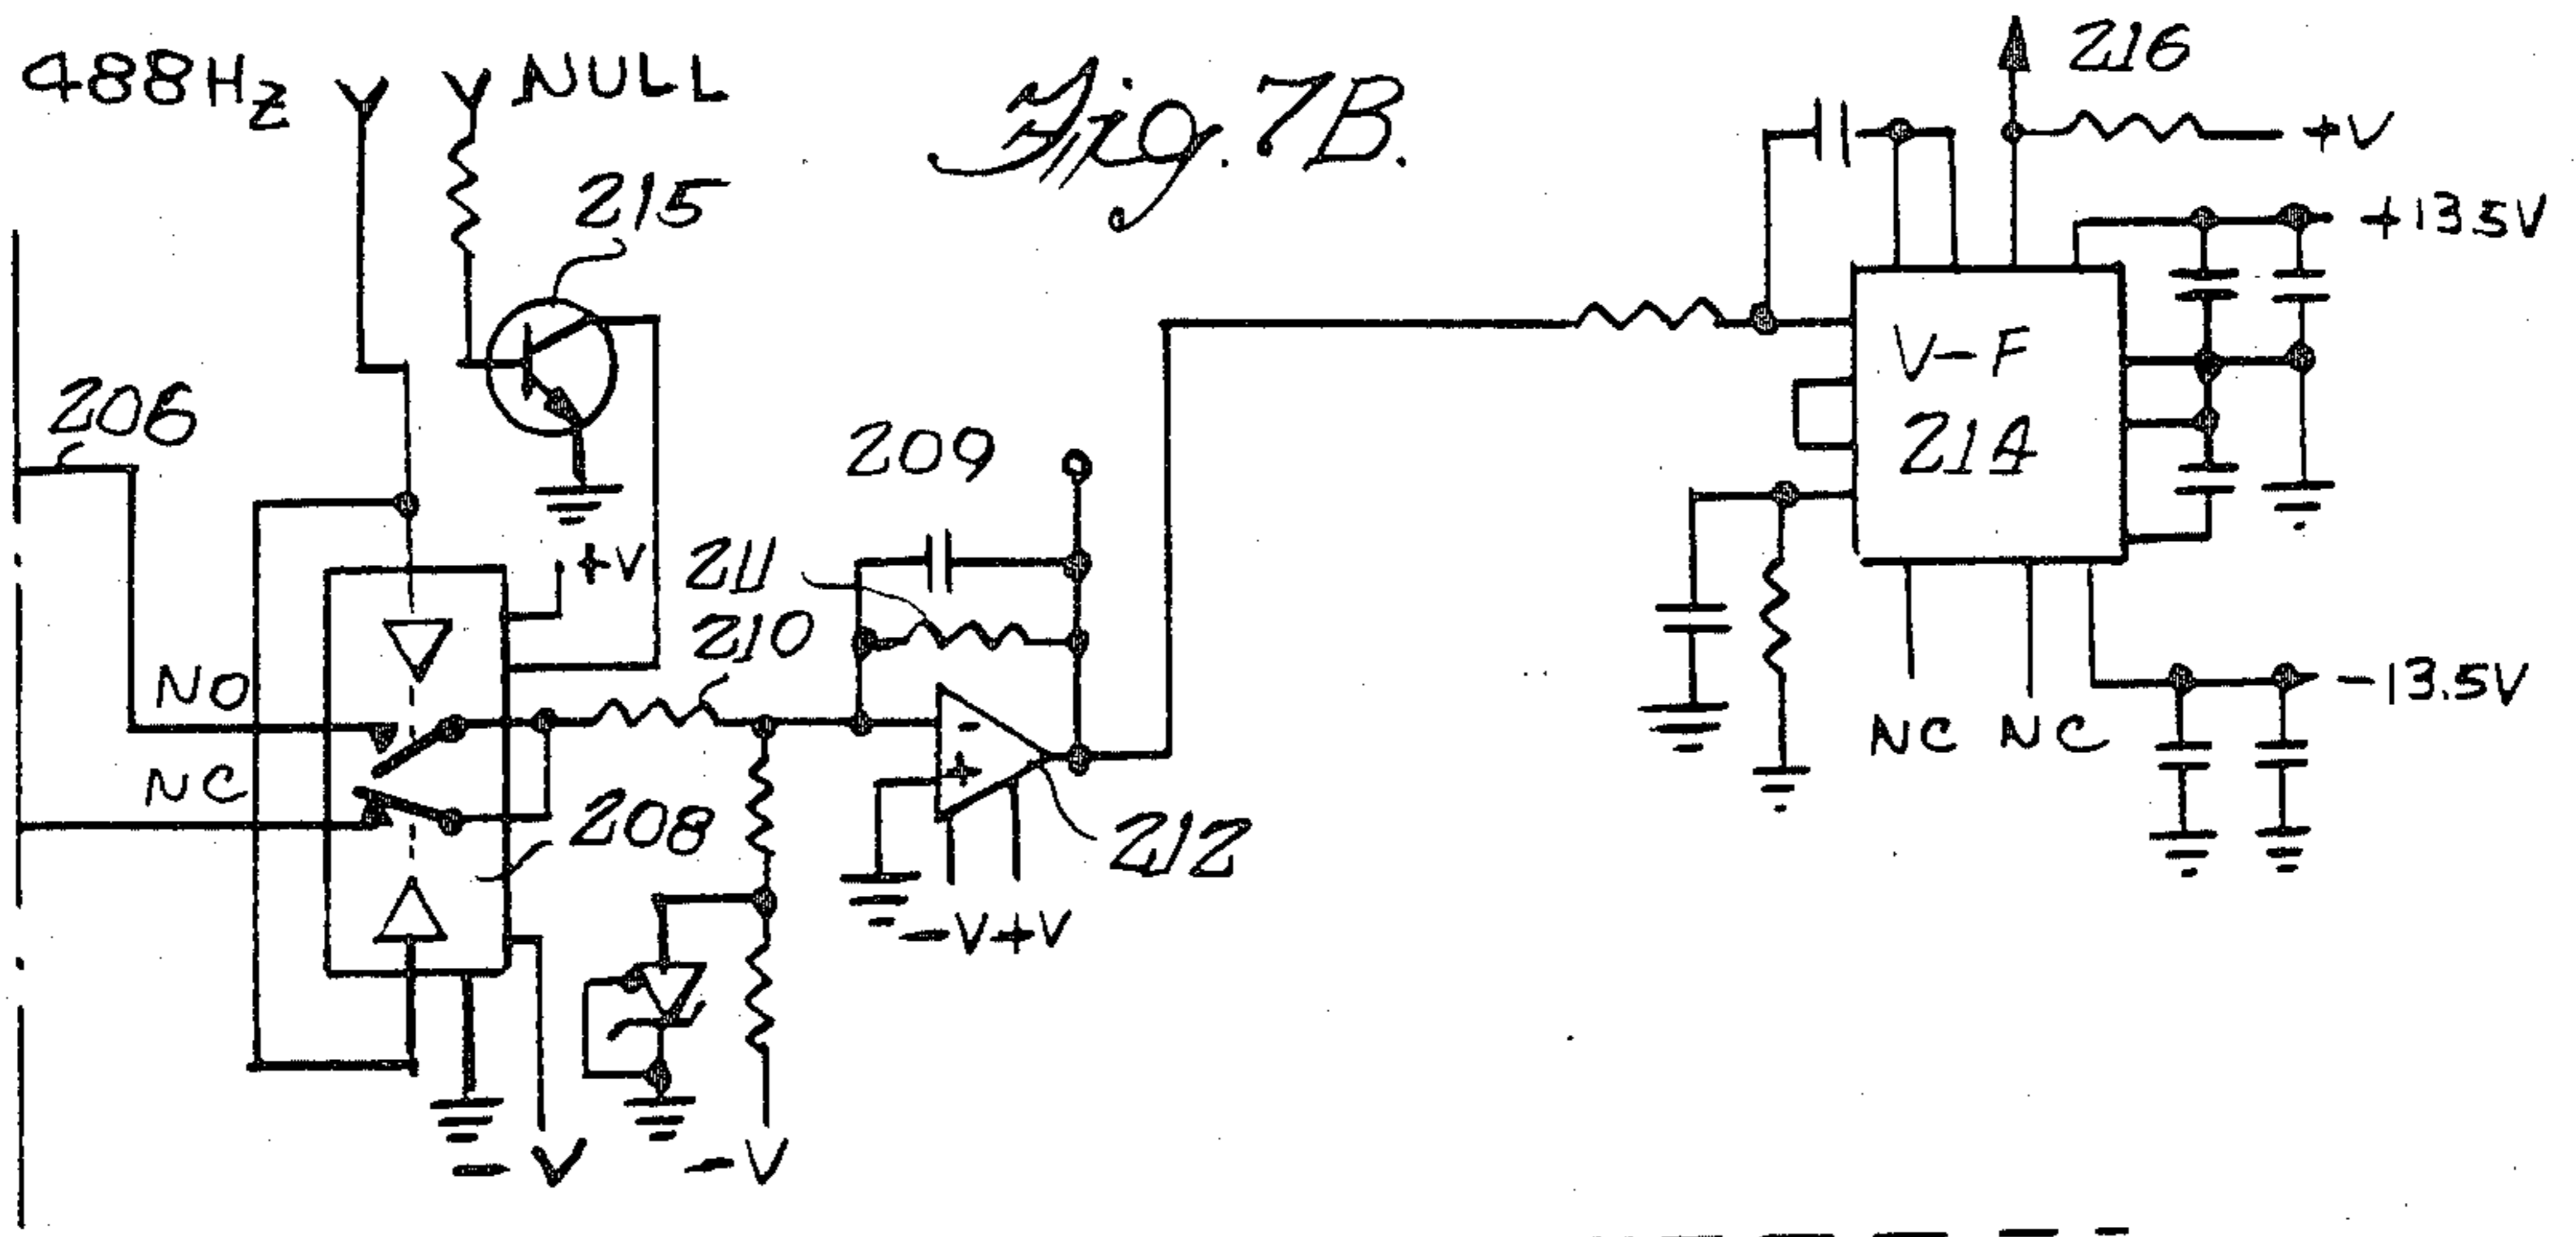 488Hz
NULL
Fig. 7B.
216
+V
215
+13.5V
206
V-F
214
209
+V
211
210
NO
NC
208
212
-V+V
-13.5V
NC NC
-V
-V